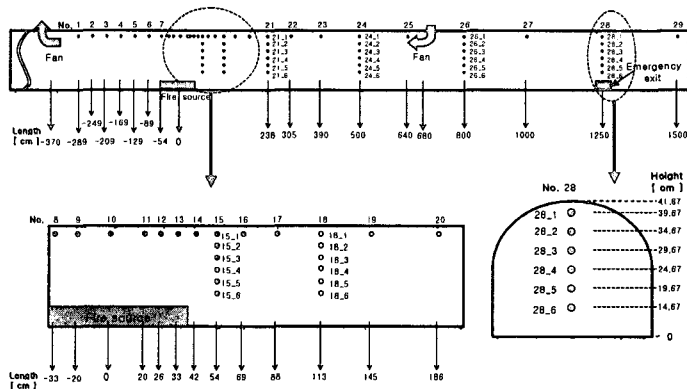 No. 1 2 3 4 5 6 7 21 22 23 24 25 26 27 28 29
21_1 24_1 26_1 28_1
21_2 24_2 26_2 28_2
21_3 24_3 26_3 28_3
21_4 24_4 26_4 28_4
21_5 24_5 26_5 28_5
21_6 24_6 26_6
Fan Fan
Emergency exit
Fire source
Length [cm] -370 -289 -249 -209 -169 -129 -89 -54 0 238 305 390 500 640 680 800 1000 1250 1500
No. 8 9 10 11 12 13 14 15 16 17 18 19 20
15_1 18_1
15_2 18_2
15_3 18_3
15_4 18_4
15_5 18_5
15_6 18_6
Fire source
Length [cm] -33 -20 0 20 26 33 42 54 69 88 113 145 186
No. 28
Height [cm]
41.67
28_1 39.67
28_2 34.67
28_3 29.67
28_4 24.67
28_5 19.67
28_6 14.67
0